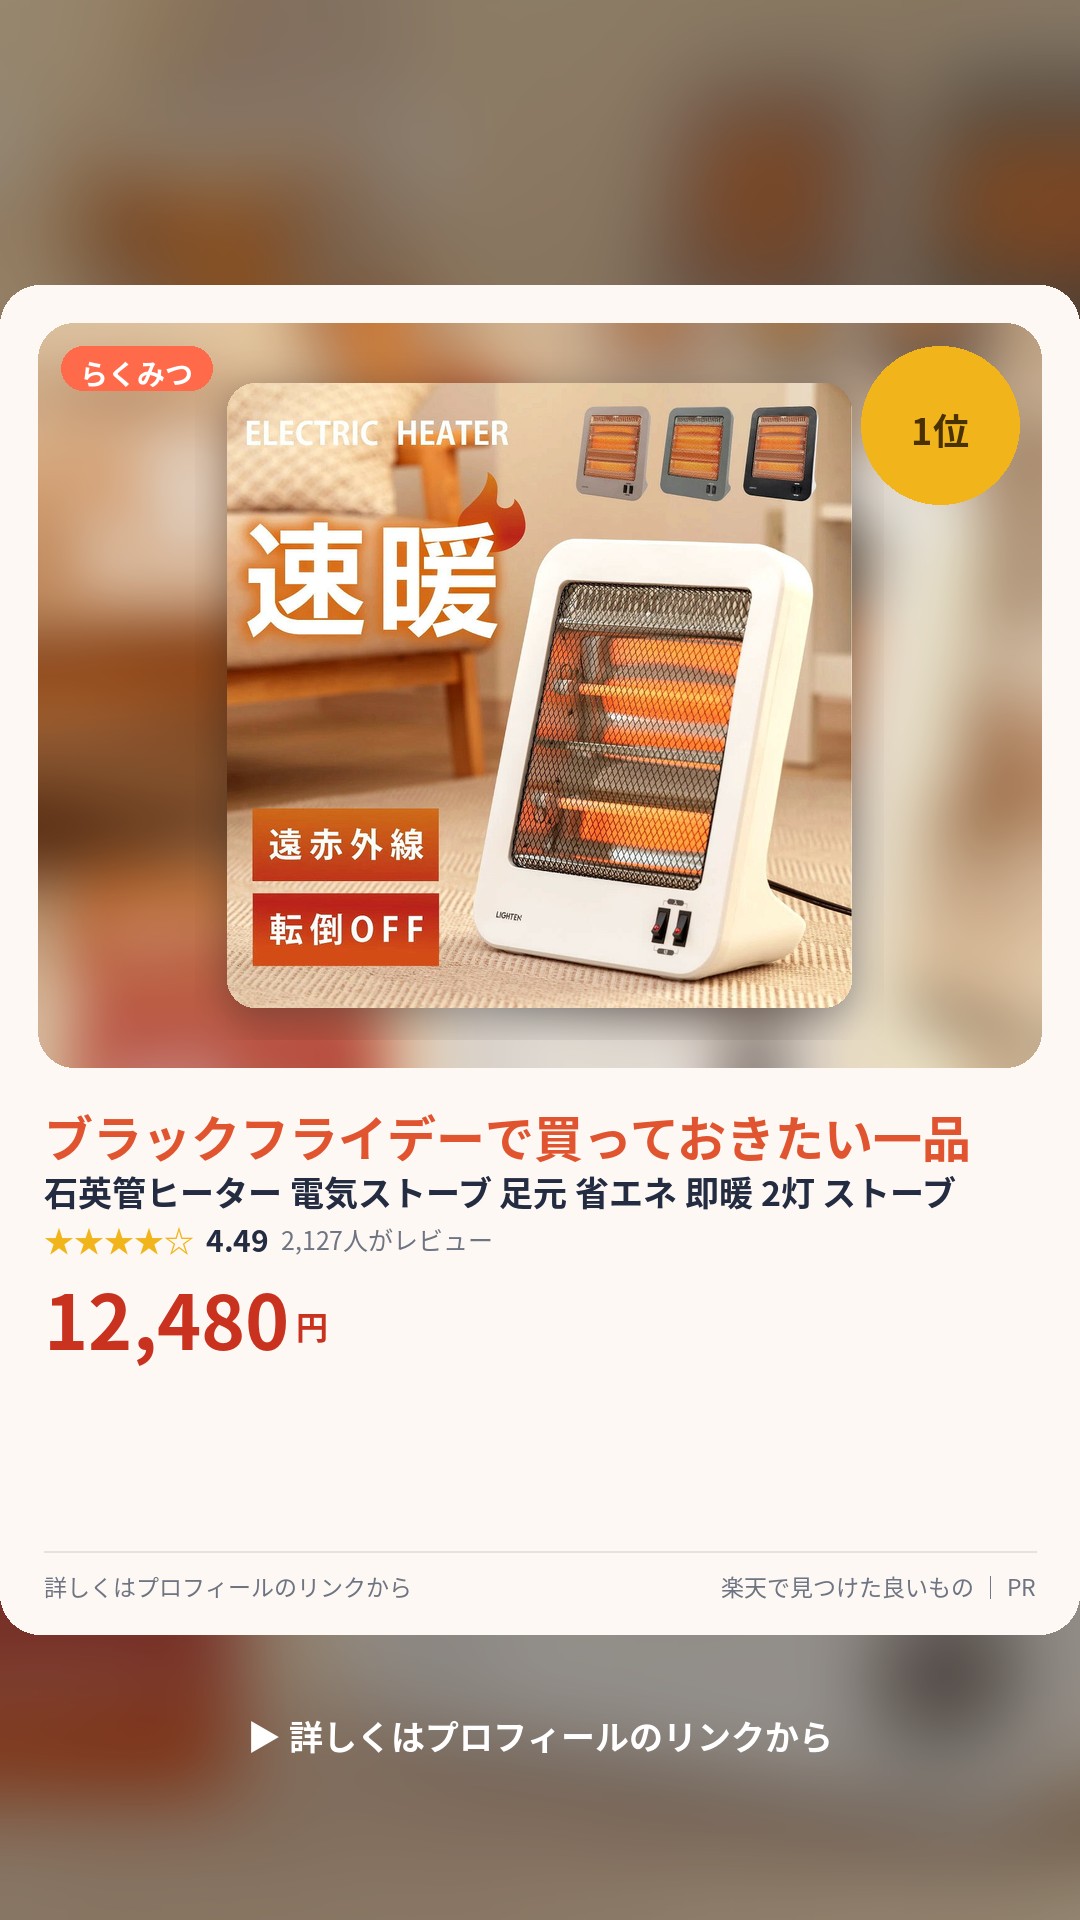 らくみつ
1位
ELECTRIC HEATER
速暖
遠赤外線
転倒OFF
LIGHTEN
ブラックフライデーで買っておきたい一品
石英管ヒーター 電気ストーブ 足元 省エネ 即暖 2灯 ストーブ
★★★★☆ 4.49 2,127人がレビュー
12,480円
詳しくはプロフィールのリンクから
楽天で見つけた良いもの | PR
▶ 詳しくはプロフィールのリンクから